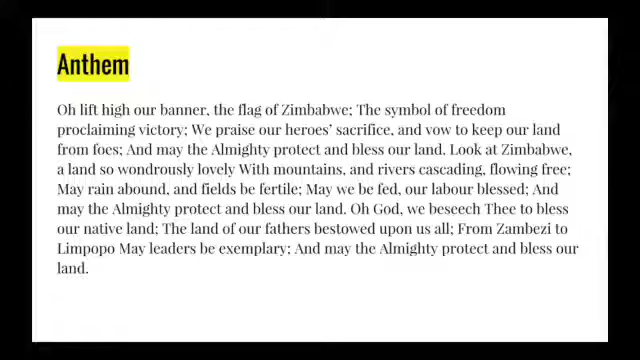 Anthem
Oh lift high our banner, the flag of Zimbabwe; The symbol of freedom
proclaiming victory; We praise our heroes' sacrifice, and vow to keep our land
from foes; And may the Almighty protect and bless our land. Look at Zimbabwe,
a land so wondrously lovely With mountains, and rivers cascading, flowing free;
May rain abound, and fields be fertile; May we be fed, our labour blessed; And
may the Almighty protect and bless our land. Oh God, we beseech Thee to bless
our native land; The land of our fathers bestowed upon us all; From Zambezi to
Limpopo May leaders be exemplary; And may the Almighty protect and bless our
land.